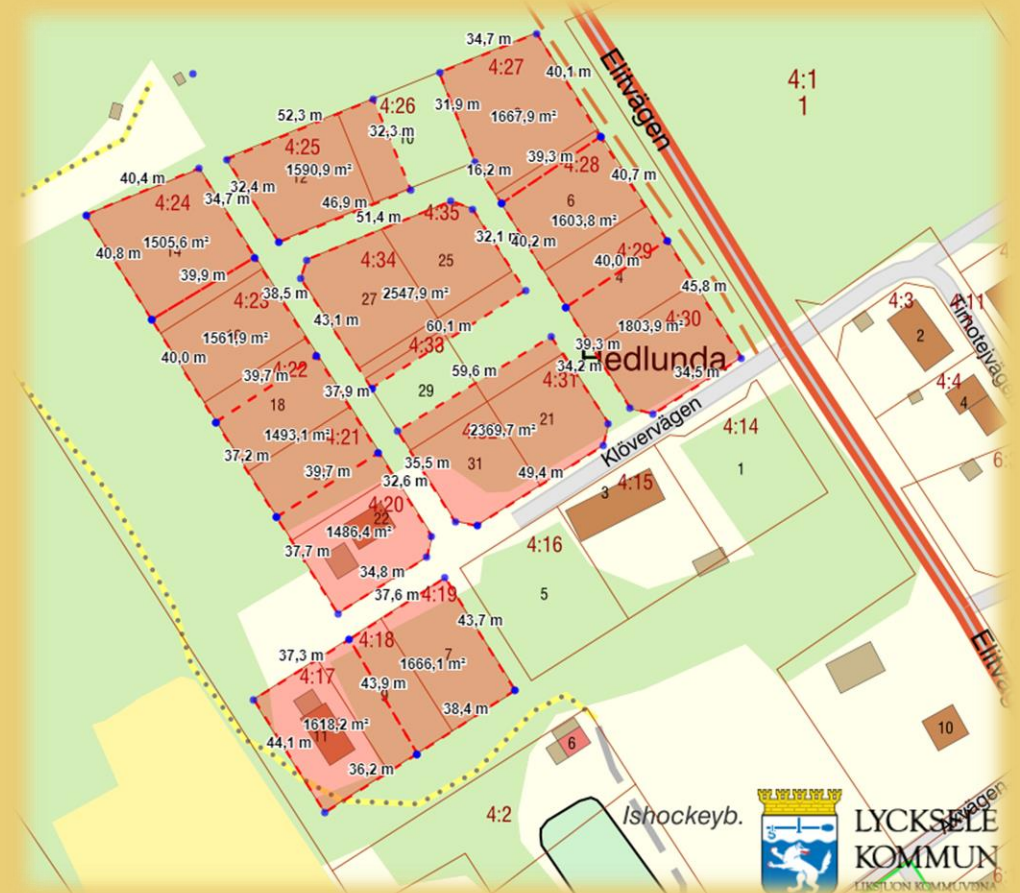 34,7 m
4:27
40,1 m
Elitvägen
4:1
1
52,3 m
4:26
31,9 m
1667,9 m²
32,3 m
4:25
1590,9 m²
12
39,3 m
4:28
40,4 m
32,4 m
34,7 m
16,2 m
40,7 m
4:24
46,9 m
51,4 m
4:35
6
1603,8 m²
1505,6 m²
14
40,8 m
32,1 m
40,2 m
39,9 m
4:34
25
40,0 m
4:29
4
4:23
38,5 m
27
2547,9 m²
45,8 m
43,1 m
60,1 m
1803,9 m²
4:30
4:3
4:11
1561,9 m²
4:33
39,3 m
Hedlunda
Timotejvägen
2
40,0 m
39,7 m
4:22
37,9 m
59,6 m
34,2 m
34,5 m
4:31
4:4
4
18
29
21
Klövervägen
4:14
1493,1 m²
4:21
2369,7 m²
37,2 m
39,7 m
35,5 m
31
49,4 m
1
32,6 m
3
4:15
4:20
22
1486,4 m²
37,7 m
4:16
34,8 m
37,6 m
4:19
5
43,7 m
4:18
37,3 m
7
1666,1 m²
4:17
43,9 m
9
38,4 m
1618,2 m²
11
44,1 m
36,2 m
10
6
4:2
Ishockeyb.
LYCKSELE
KOMMUN
LIKSJUON KOMMUVDNA